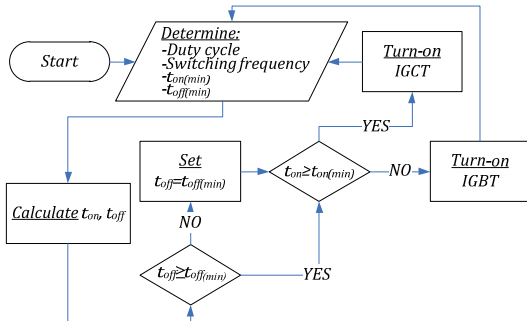 Start
Determine:
-Duty cycle
-Switching frequency
-ton(min)
-toff(min)
Turn-on
IGCT
YES
Set
toff=toff(min)
ton≥ton(min)
NO
Turn-on
IGBT
Calculate ton, toff
NO
toff≥toff(min)
YES